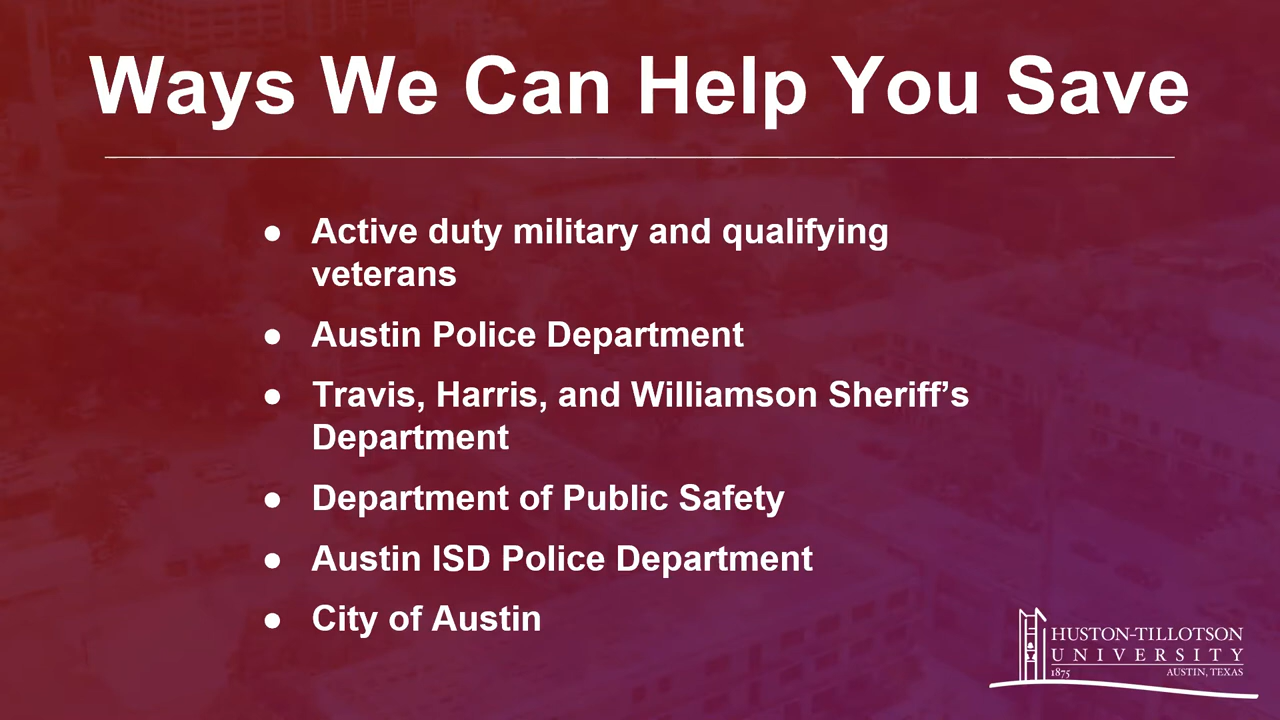 Ways We Can Help You Save
● Active duty military and qualifying
veterans
● Austin Police Department
● Travis, Harris, and Williamson Sheriff’s
Department
● Department of Public Safety
● Austin ISD Police Department
● City of Austin
HUSTON-TILLOTSON
UNIVERSITY
1875 AUSTIN, TEXAS